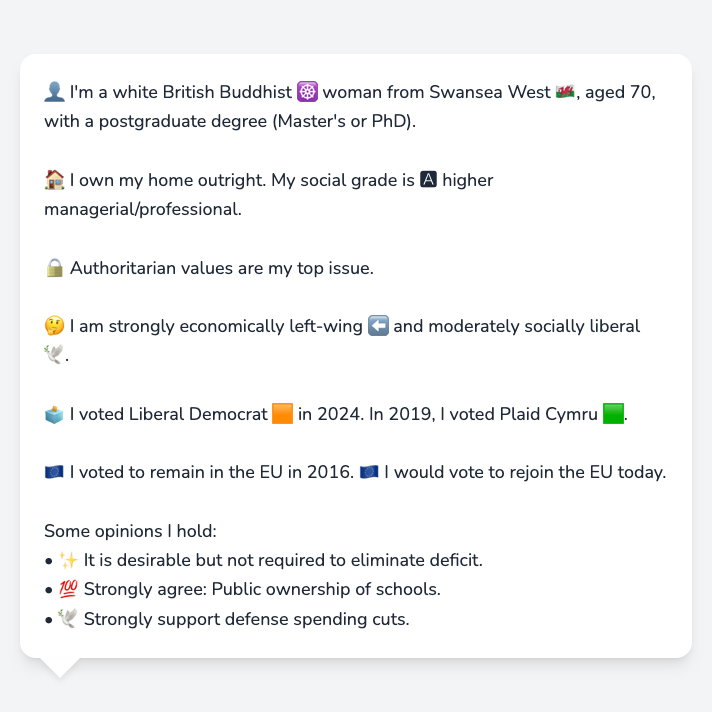 👤 I'm a white British Buddhist ☸️ woman from Swansea West 🏴󠁧󠁢󠁷󠁬󠁳󠁿, aged 70,
with a postgraduate degree (Master's or PhD).
🏠 I own my home outright. My social grade is 🅰 higher
managerial/professional.
🔒 Authoritarian values are my top issue.
🤔 I am strongly economically left-wing ⬅️ and moderately socially liberal
🕊️.
🗳️ I voted Liberal Democrat 🟧 in 2024. In 2019, I voted Plaid Cymru 🟩.
🇪🇺 I voted to remain in the EU in 2016. 🇪🇺 I would vote to rejoin the EU today.
Some opinions I hold:
• ✨ It is desirable but not required to eliminate deficit.
• 💯 Strongly agree: Public ownership of schools.
• 🕊️ Strongly support defense spending cuts.